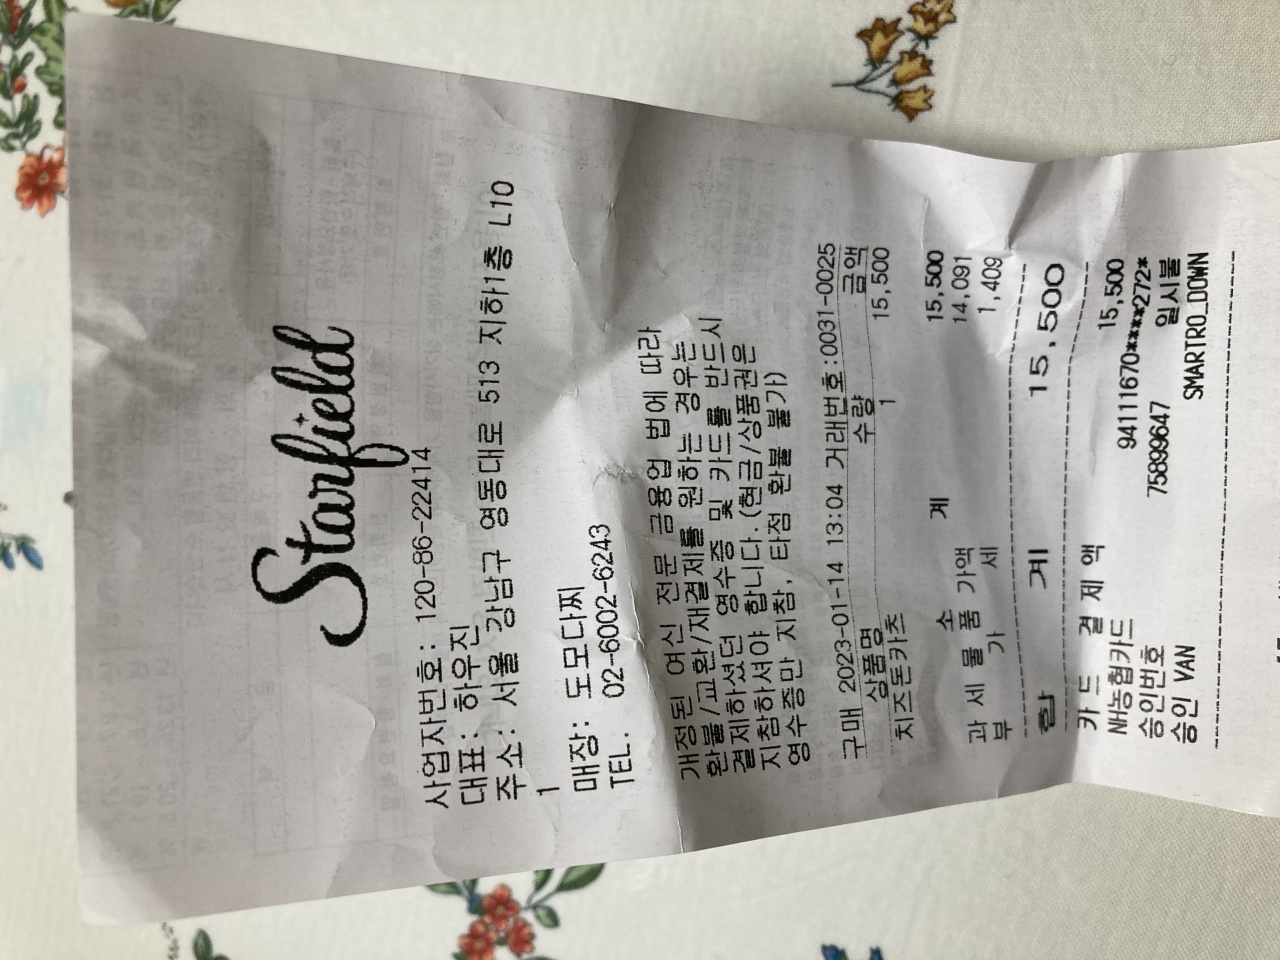 Starfield
사업자번호: 120-86-22414
대표: 하우진
주소: 서울 강남구 영동대로 513 지하1층 L10
1
매장: 도모다찌
TEL. 02-6002-6243
개정된 여신 전문 금융업 법에 따라
환불/교환/재결제를 원하는 경우는
결제하셨던 영수증 및 카드를 반드시
지참하셔야 합니다.(현금/상품권은
영수증만 지참, 타점 환불 불가)
구매 2023-01-14 13:04 거래번호:0031-0025
상품명 수량 금액
치즈돈카츠 1 15,500
소 계 15,500
과 세 물 품 가액 14,091
부 가 세 1,409
합 계 15,500
카 드 결 제 액 15,500
NH농협카드 94111670****272*
승인번호 75899647 일시불
승인 VAN SMARTRO_DOWN